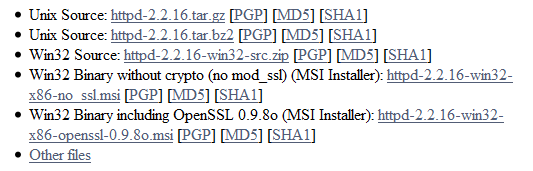 Unix Source: httpd-2.2.16.tar.gz [PGP] [MD5] [SHA1]
Unix Source: httpd-2.2.16.tar.bz2 [PGP] [MD5] [SHA1]
Win32 Source: httpd-2.2.16-win32-src.zip [PGP] [MD5] [SHA1]
Win32 Binary without crypto (no mod_ssl) (MSI Installer): httpd-2.2.16-win32-
x86-no_ssl.msi [PGP] [MD5] [SHA1]
Win32 Binary including OpenSSL 0.9.8o (MSI Installer): httpd-2.2.16-win32-
x86-openssl-0.9.8o.msi [PGP] [MD5] [SHA1]
Other files